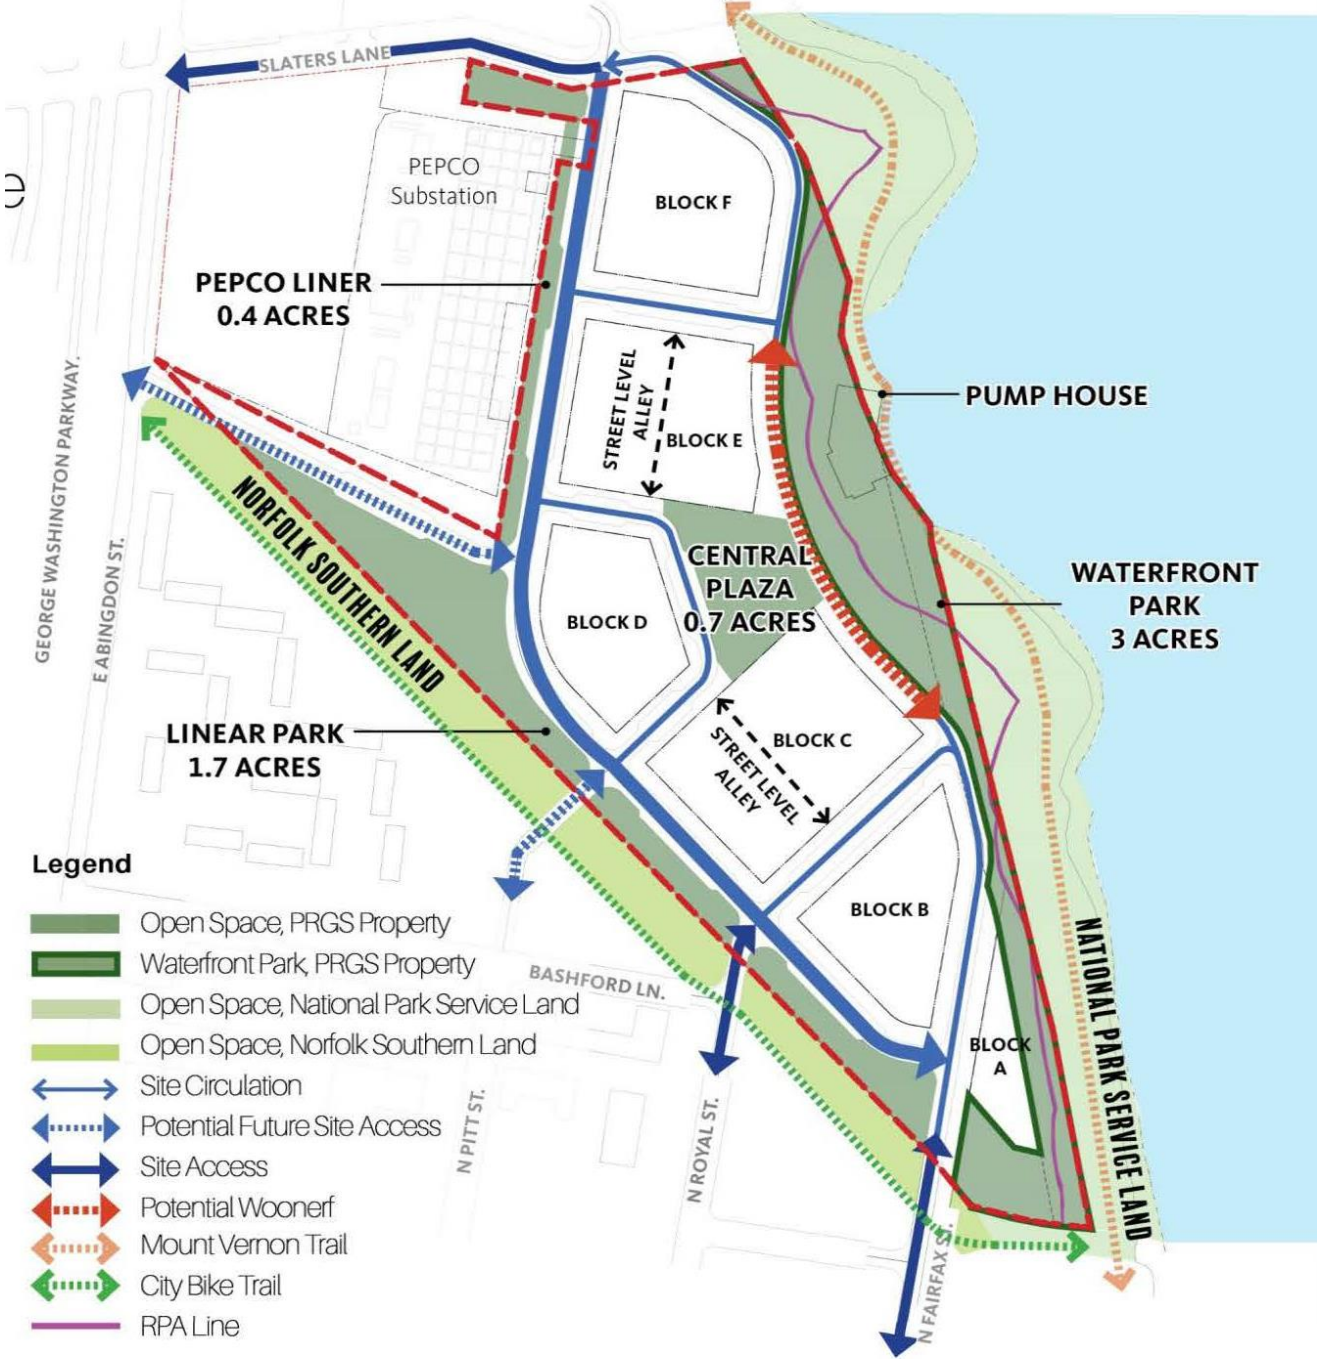 SLATERS LANE
PEPCO
Substation
BLOCK F
PEPCO LINER
0.4 ACRES
STREET LEVEL
ALLEY
BLOCK E
PUMP HOUSE
GEORGE WASHINGTON PARKWAY.
E ABINGDON ST.
NORFOLK SOUTHERN LAND
CENTRAL
PLAZA
0.7 ACRES
WATERFRONT
PARK
3 ACRES
BLOCK D
LINEAR PARK
1.7 ACRES
BLOCK C
STREET LEVEL
ALLEY
BLOCK B
BASHFORD LN.
BLOCK
A
NATIONAL PARK SERVICE LAND
N PITT ST.
N ROYAL ST.
N FAIRFAX ST.
Legend
Open Space, PRGS Property
Waterfront Park, PRGS Property
Open Space, National Park Service Land
Open Space, Norfolk Southern Land
Site Circulation
Potential Future Site Access
Site Access
Potential Woonerf
Mount Vernon Trail
City Bike Trail
RPA Line